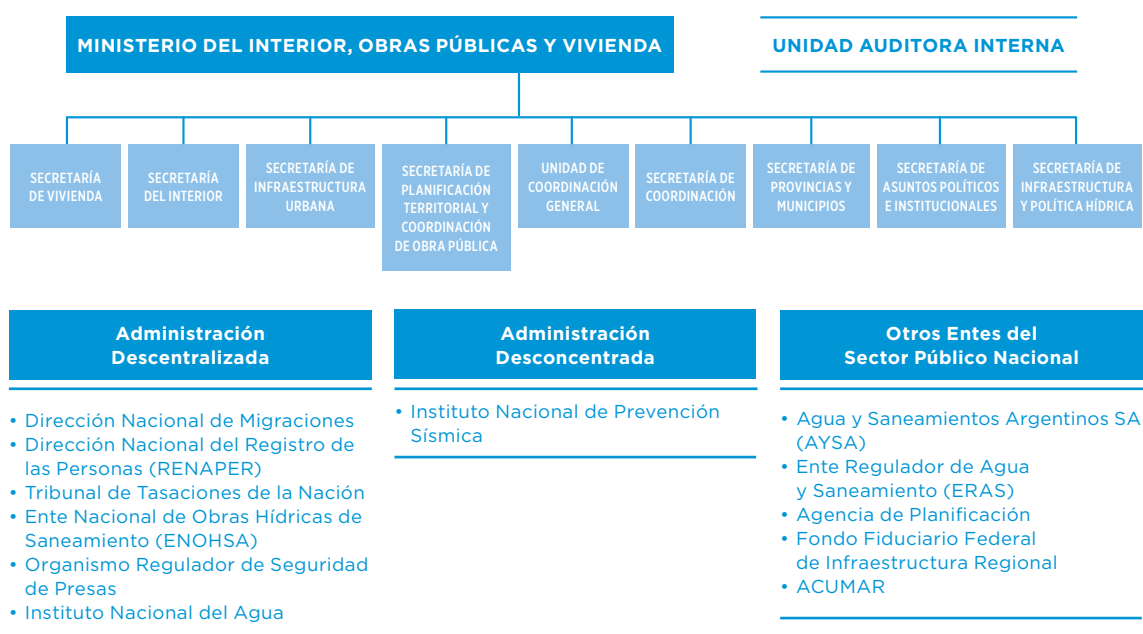 MINISTERIO DEL INTERIOR, OBRAS PÚBLICAS Y VIVIENDA
UNIDAD AUDITORA INTERNA
SECRETARÍA
DE VIVIENDA
SECRETARÍA
DEL INTERIOR
SECRETARÍA DE
INFRAESTRUCTURA
URBANA
SECRETARÍA DE
PLANIFICACIÓN
TERRITORIAL Y
COORDINACIÓN
DE OBRA PÚBLICA
UNIDAD DE
COORDINACIÓN
GENERAL
SECRETARÍA DE
COORDINACIÓN
SECRETARÍA DE
PROVINCIAS Y
MUNICIPIOS
SECRETARÍA DE
ASUNTOS POLÍTICOS
E INSTITUCIONALES
SECRETARÍA DE
INFRAESTRUCTURA
Y POLÍTICA HÍDRICA
Administración
Descentralizada
• Dirección Nacional de Migraciones
• Dirección Nacional del Registro de
las Personas (RENAPER)
• Tribunal de Tasaciones de la Nación
• Ente Nacional de Obras Hídricas de
Saneamiento (ENOHSA)
• Organismo Regulador de Seguridad
de Presas
• Instituto Nacional del Agua
Administración
Desconcentrada
• Instituto Nacional de Prevención
Sísmica
Otros Entes del
Sector Público Nacional
• Agua y Saneamientos Argentinos SA
(AYSA)
• Ente Regulador de Agua
y Saneamiento (ERAS)
• Agencia de Planificación
• Fondo Fiduciario Federal
de Infraestructura Regional
• ACUMAR